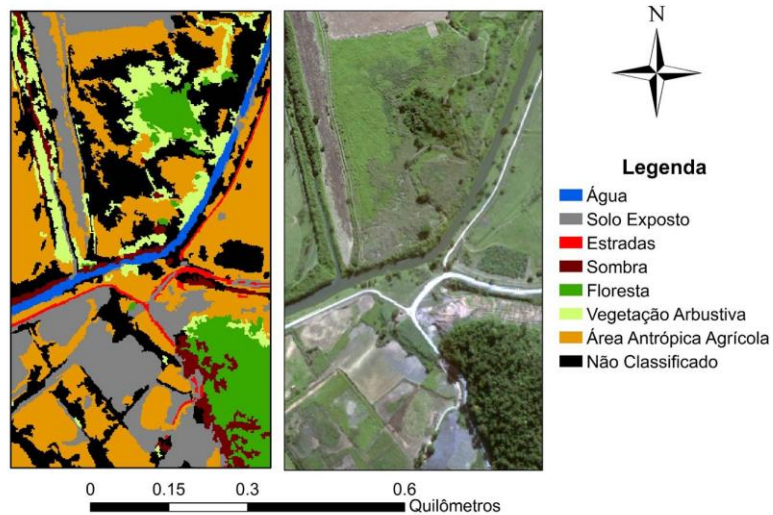 N
Legenda
Água
Solo Exposto
Estradas
Sombra
Floresta
Vegetação Arbustiva
Área Antrópica Agrícola
Não Classificado
0 0.15 0.3 0.6
Quilômetros